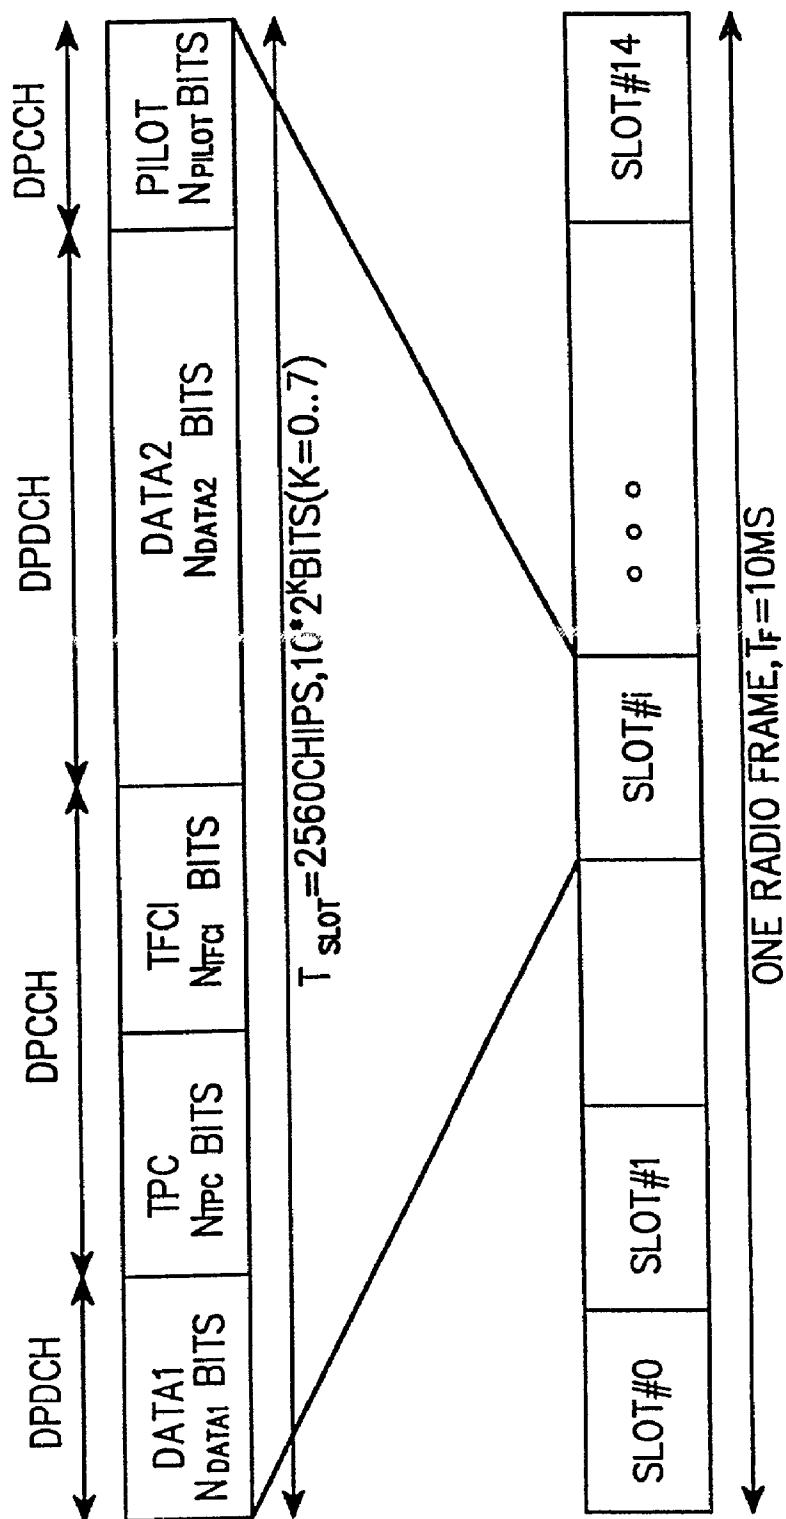 DPDCH
DPCCH
DPDCH
DPCCH
DATA1
NDATA1 BITS
TPC
NTPC BITS
TFCI
NTFCI BITS
DATA2
NDATA2 BITS
PILOT
NPILOT BITS
T SLOT=2560CHIPS,10*2ᴷBITS(K=0..7)
SLOT#0
SLOT#1
SLOT#i
SLOT#14
ONE RADIO FRAME,TF=10MS